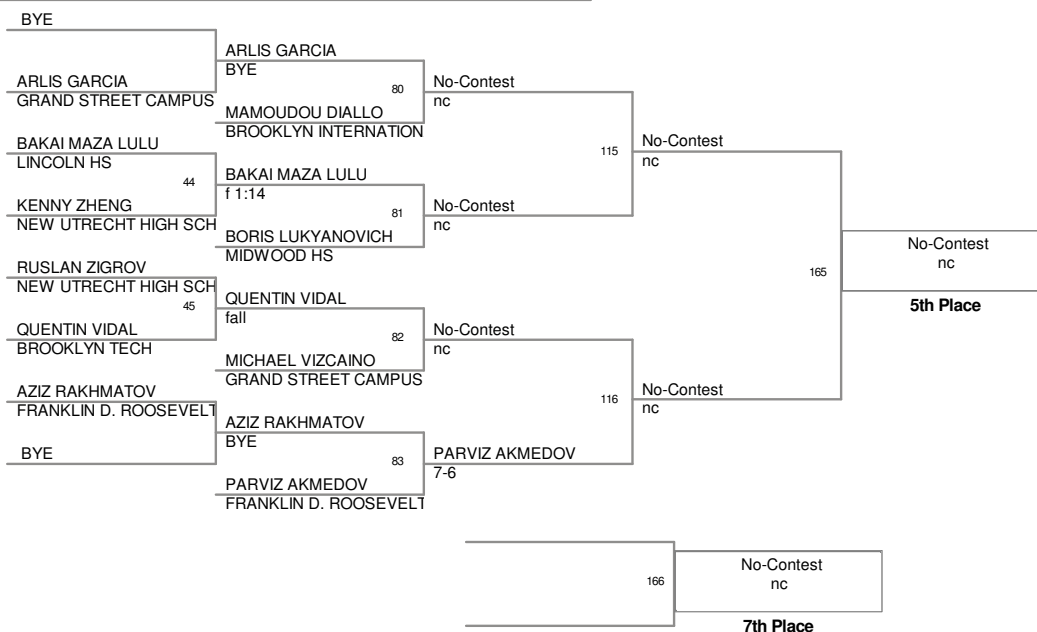 BYE
ARLIS GARCIA
GRAND STREET CAMPUS
BAKAI MAZA LULU
LINCOLN HS
44
KENNY ZHENG
NEW UTRECHT HIGH SCH
RUSLAN ZIGROV
NEW UTRECHT HIGH SCH
45
QUENTIN VIDAL
BROOKLYN TECH
AZIZ RAKHMATOV
FRANKLIN D. ROOSEVELT
BYE
ARLIS GARCIA
BYE
80
MAMOUDOU DIALLO
BROOKLYN INTERNATION
BAKAI MAZA LULU
f 1:14
81
BORIS LUKYANOVICH
MIDWOOD HS
QUENTIN VIDAL
fall
82
MICHAEL VIZCAINO
GRAND STREET CAMPUS
AZIZ RAKHMATOV
BYE
83
PARVIZ AKMEDOV
FRANKLIN D. ROOSEVELT
No-Contest
nc
115
No-Contest
nc
No-Contest
nc
116
PARVIZ AKMEDOV
7-6
No-Contest
nc
165
No-Contest
nc
No-Contest
nc
5th Place
166
No-Contest
nc
7th Place